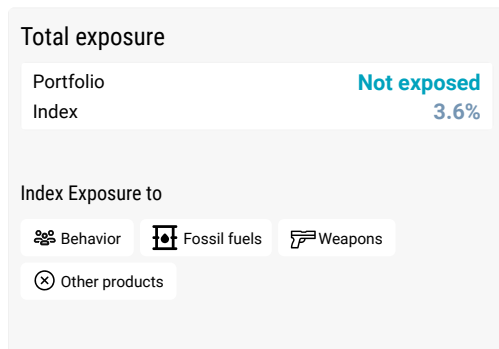 Total exposure
Portfolio Not exposed
Index 3.6%
Index Exposure to
Behavior Fossil fuels Weapons
Other products